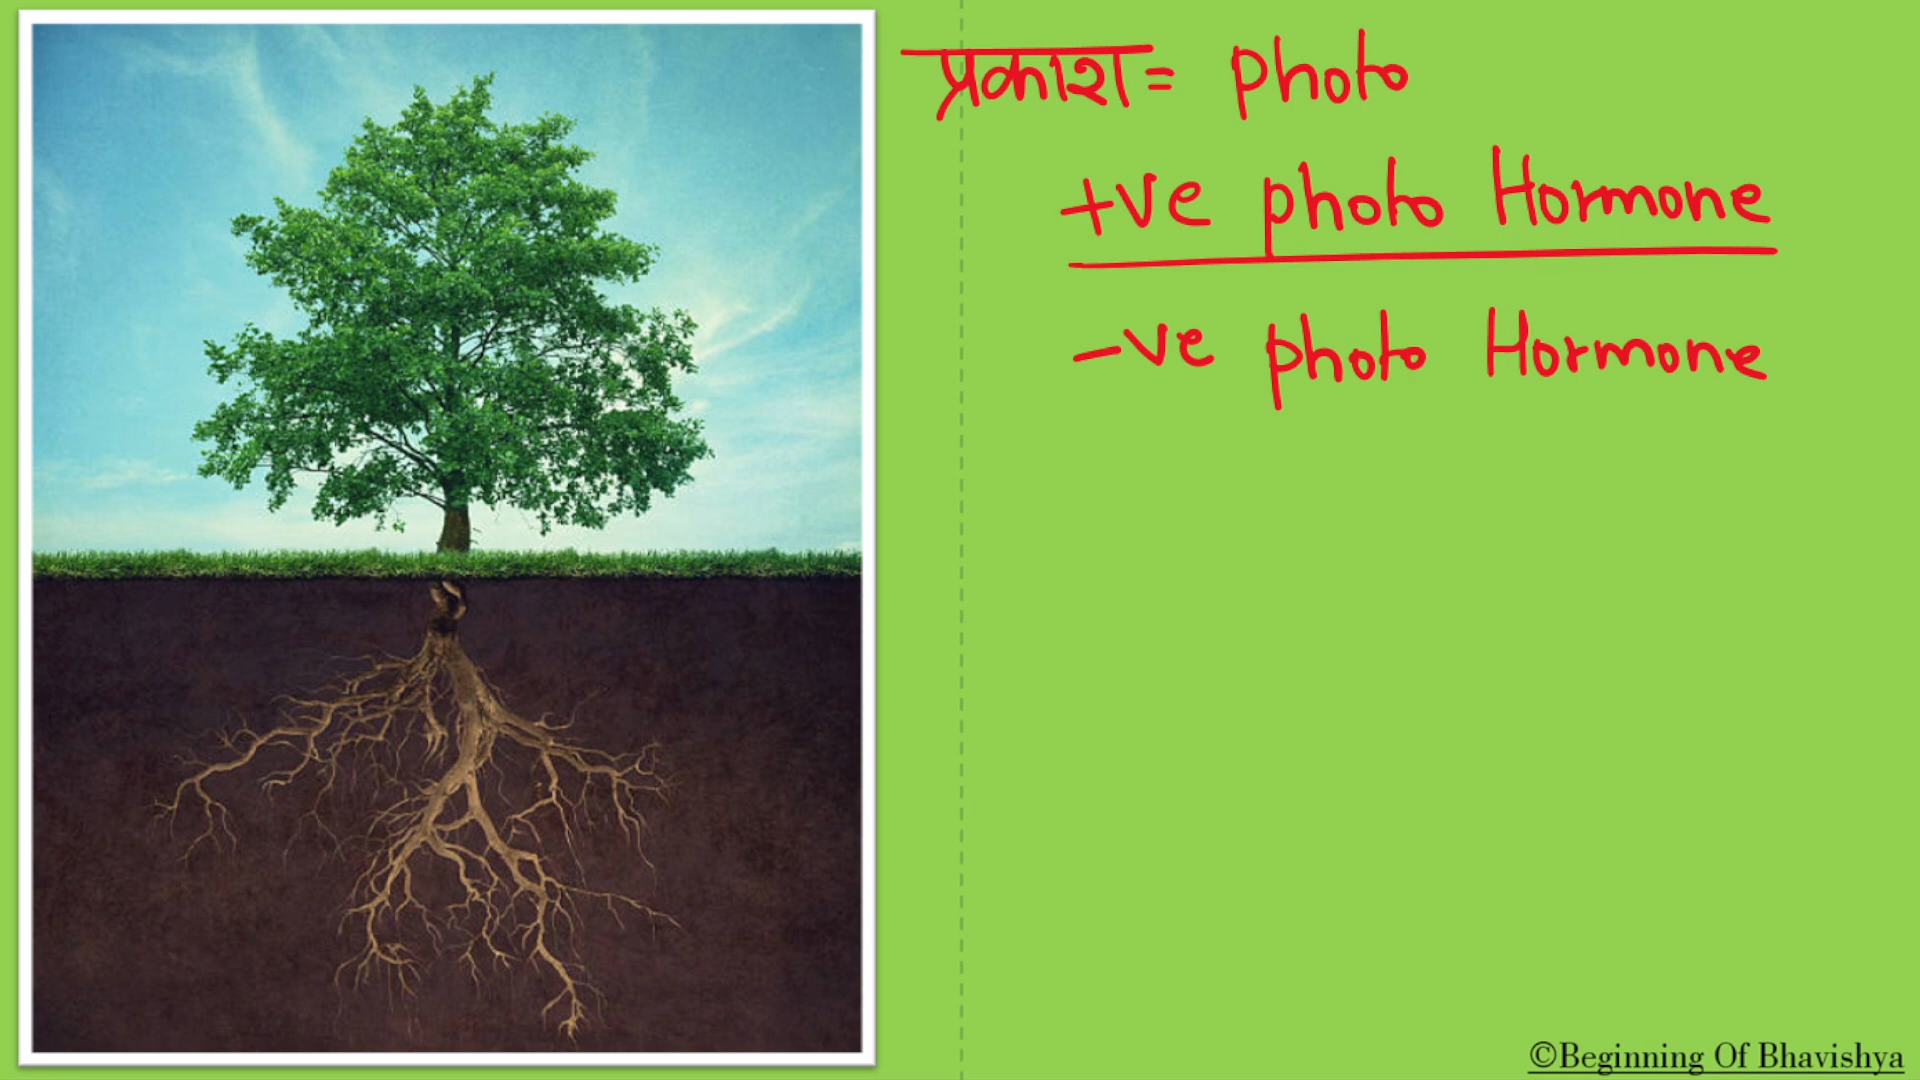 प्रकाश = photo
+ve photo Hormone
-ve photo Hormone
©Beginning Of Bhavishya